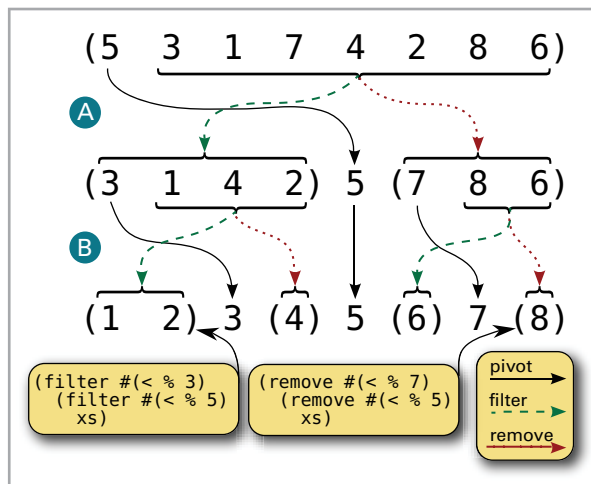 (5 3 1 7 4 2 8 6)
A
(3 1 4 2) 5 (7 8 6)
B
(1 2) 3 (4) 5 (6) 7 (8)
(filter #(< % 3)
(filter #(< % 5)
xs)
(remove #(< % 7)
(remove #(< % 5)
xs)
pivot
filter
remove